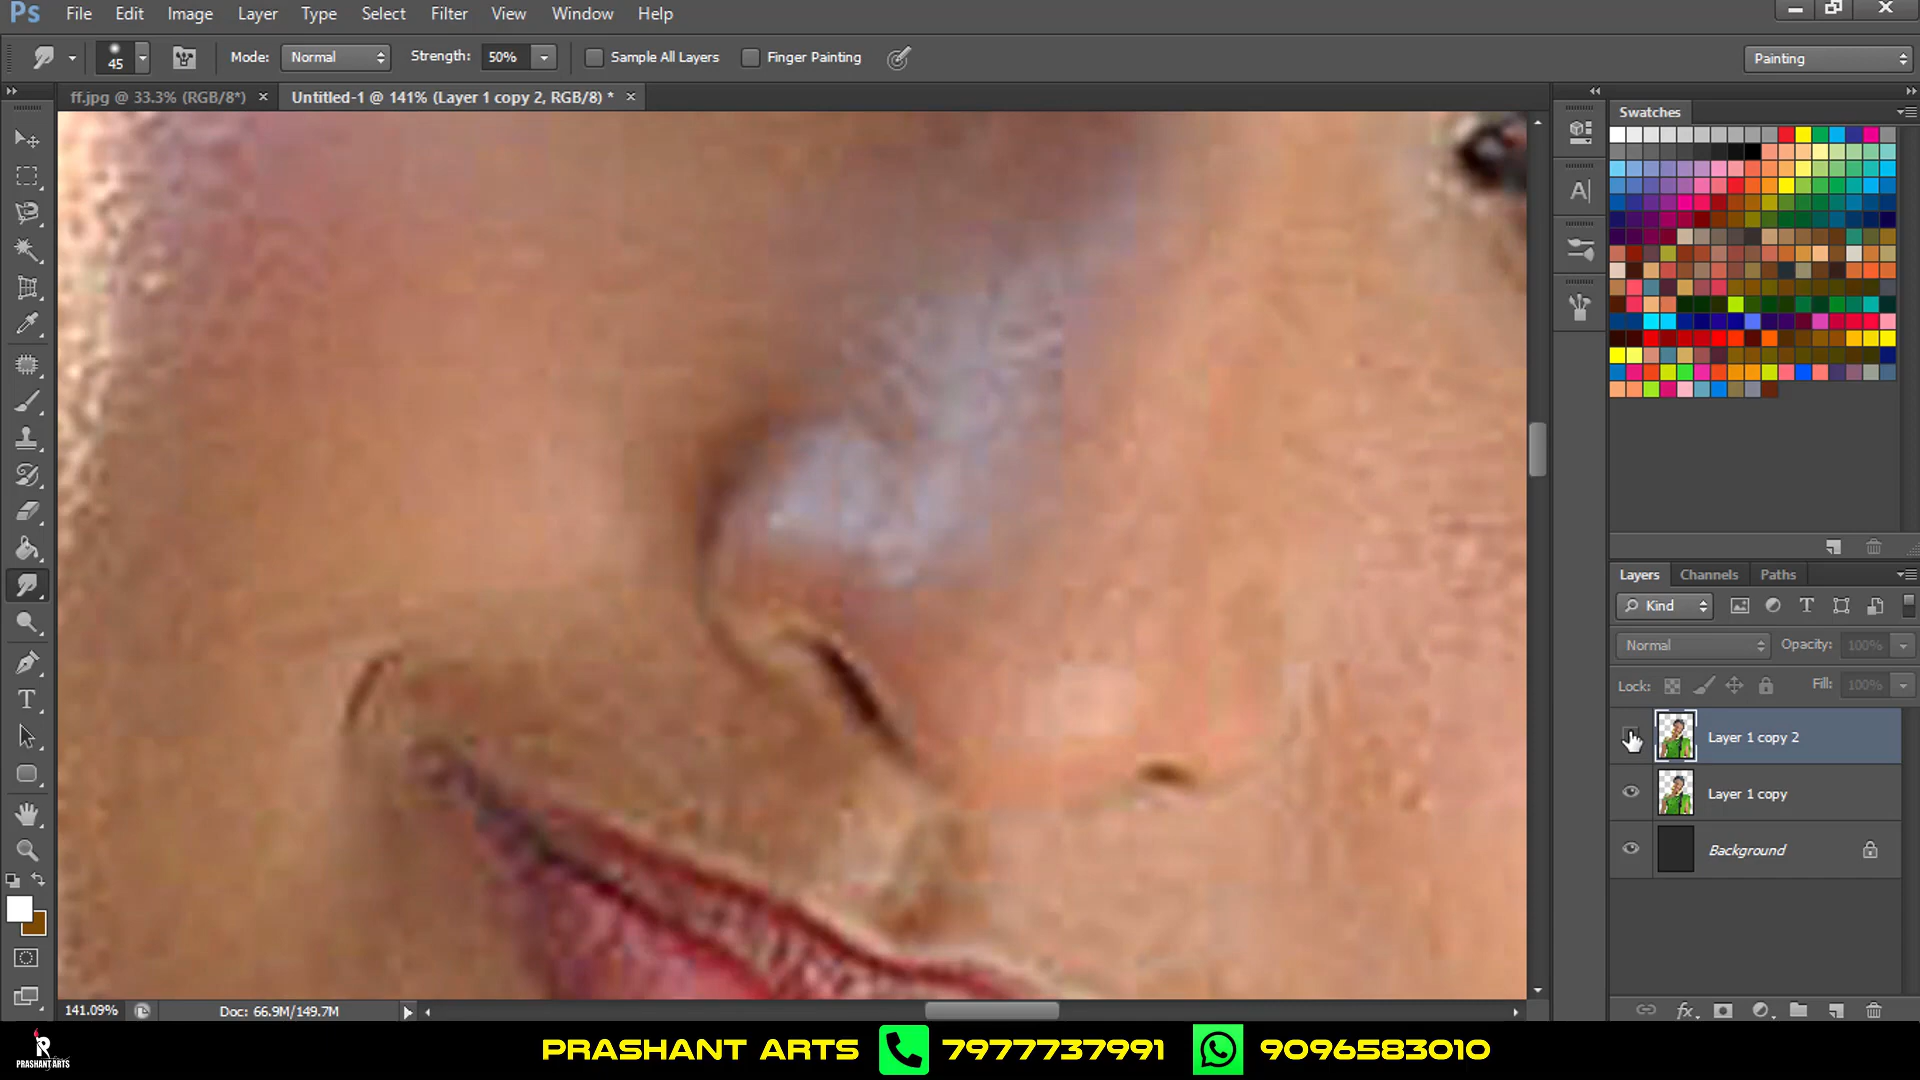 Ps File Edit Image Layer Type Select Filter View Window Help
45 Mode: Normal Strength: 50% Sample All Layers Finger Painting Painting
ff.jpg @ 33.3% (RGB/8*) × Untitled-1 @ 141% (Layer 1 copy 2, RGB/8) * ×
Swatches
Layers Channels Paths
Kind
Normal Opacity: 100%
Lock: Fill: 100%
Layer 1 copy 2
Layer 1 copy
Background
141.09% Doc: 66.9M/149.7M
PRASHANT ARTS
PRASHANT ARTS 7977737991 9096583010